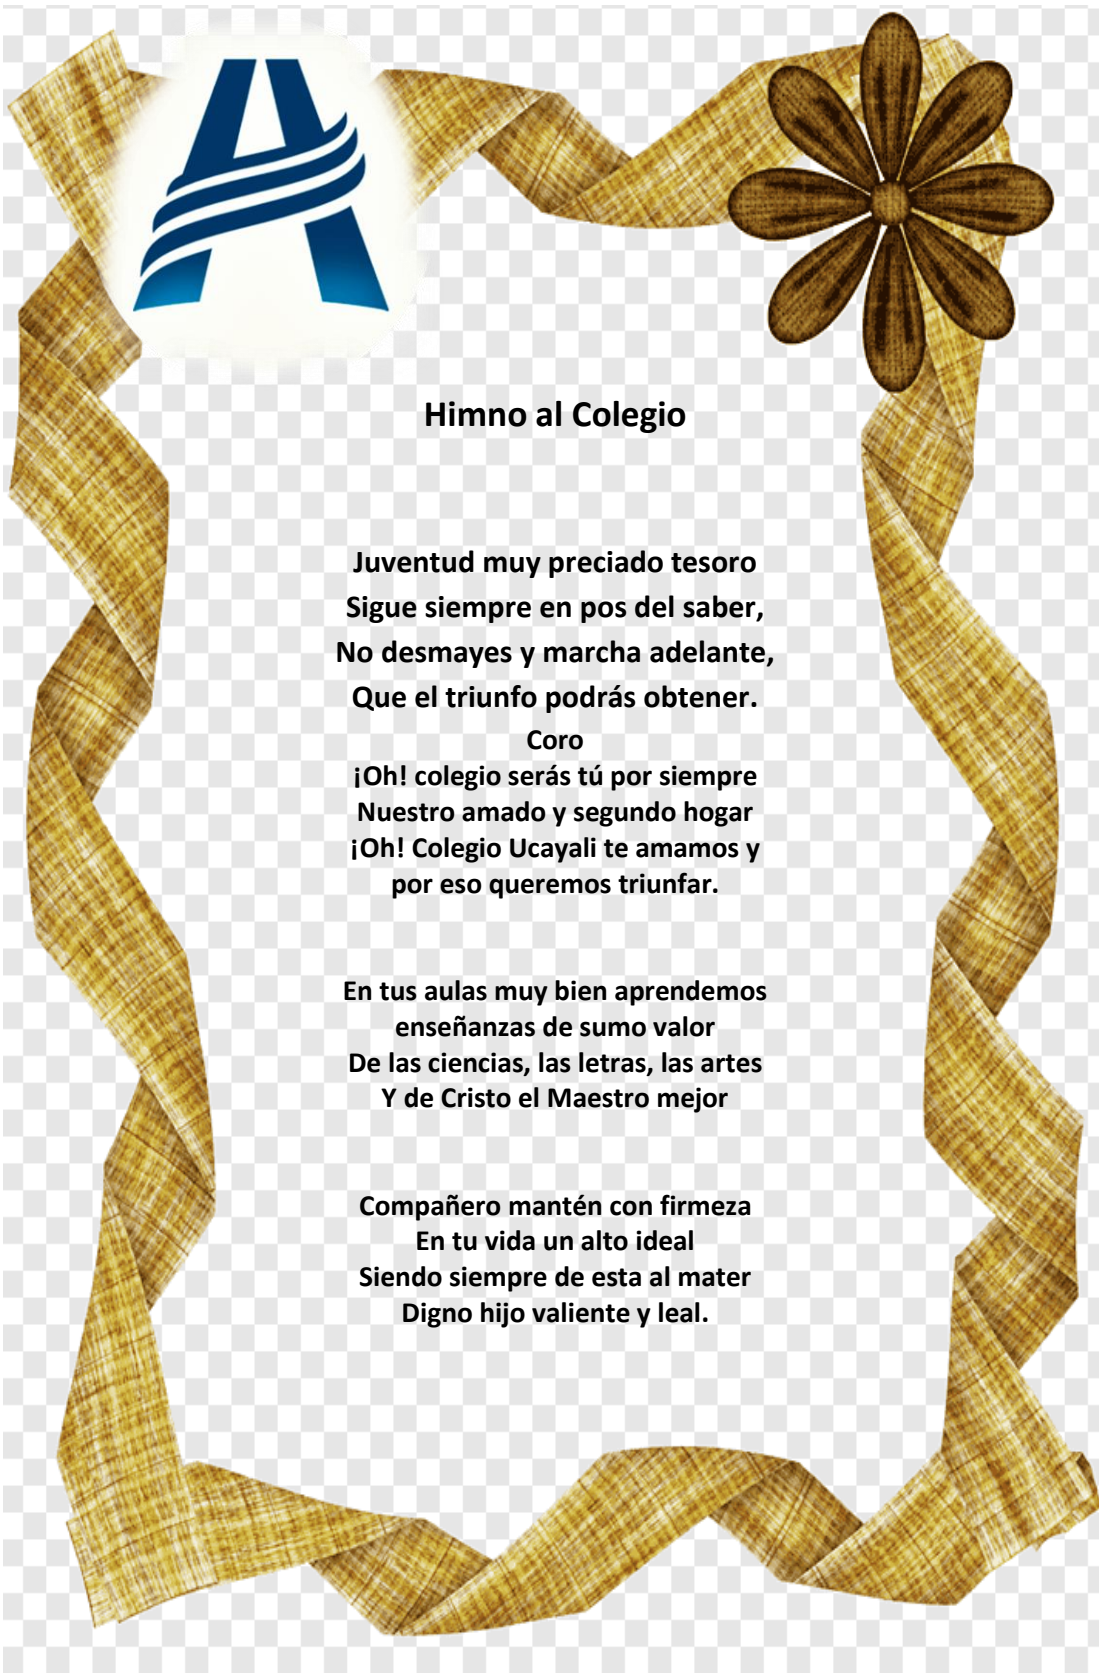 Himno al Colegio
Juventud muy preciado tesoro
Sigue siempre en pos del saber,
No desmayes y marcha adelante,
Que el triunfo podrás obtener.
Coro
¡Oh! colegio serás tú por siempre
Nuestro amado y segundo hogar
¡Oh! Colegio Ucayali te amamos y
por eso queremos triunfar.
En tus aulas muy bien aprendemos
enseñanzas de sumo valor
De las ciencias, las letras, las artes
Y de Cristo el Maestro mejor
Compañero mantén con firmeza
En tu vida un alto ideal
Siendo siempre de esta al mater
Digno hijo valiente y leal.